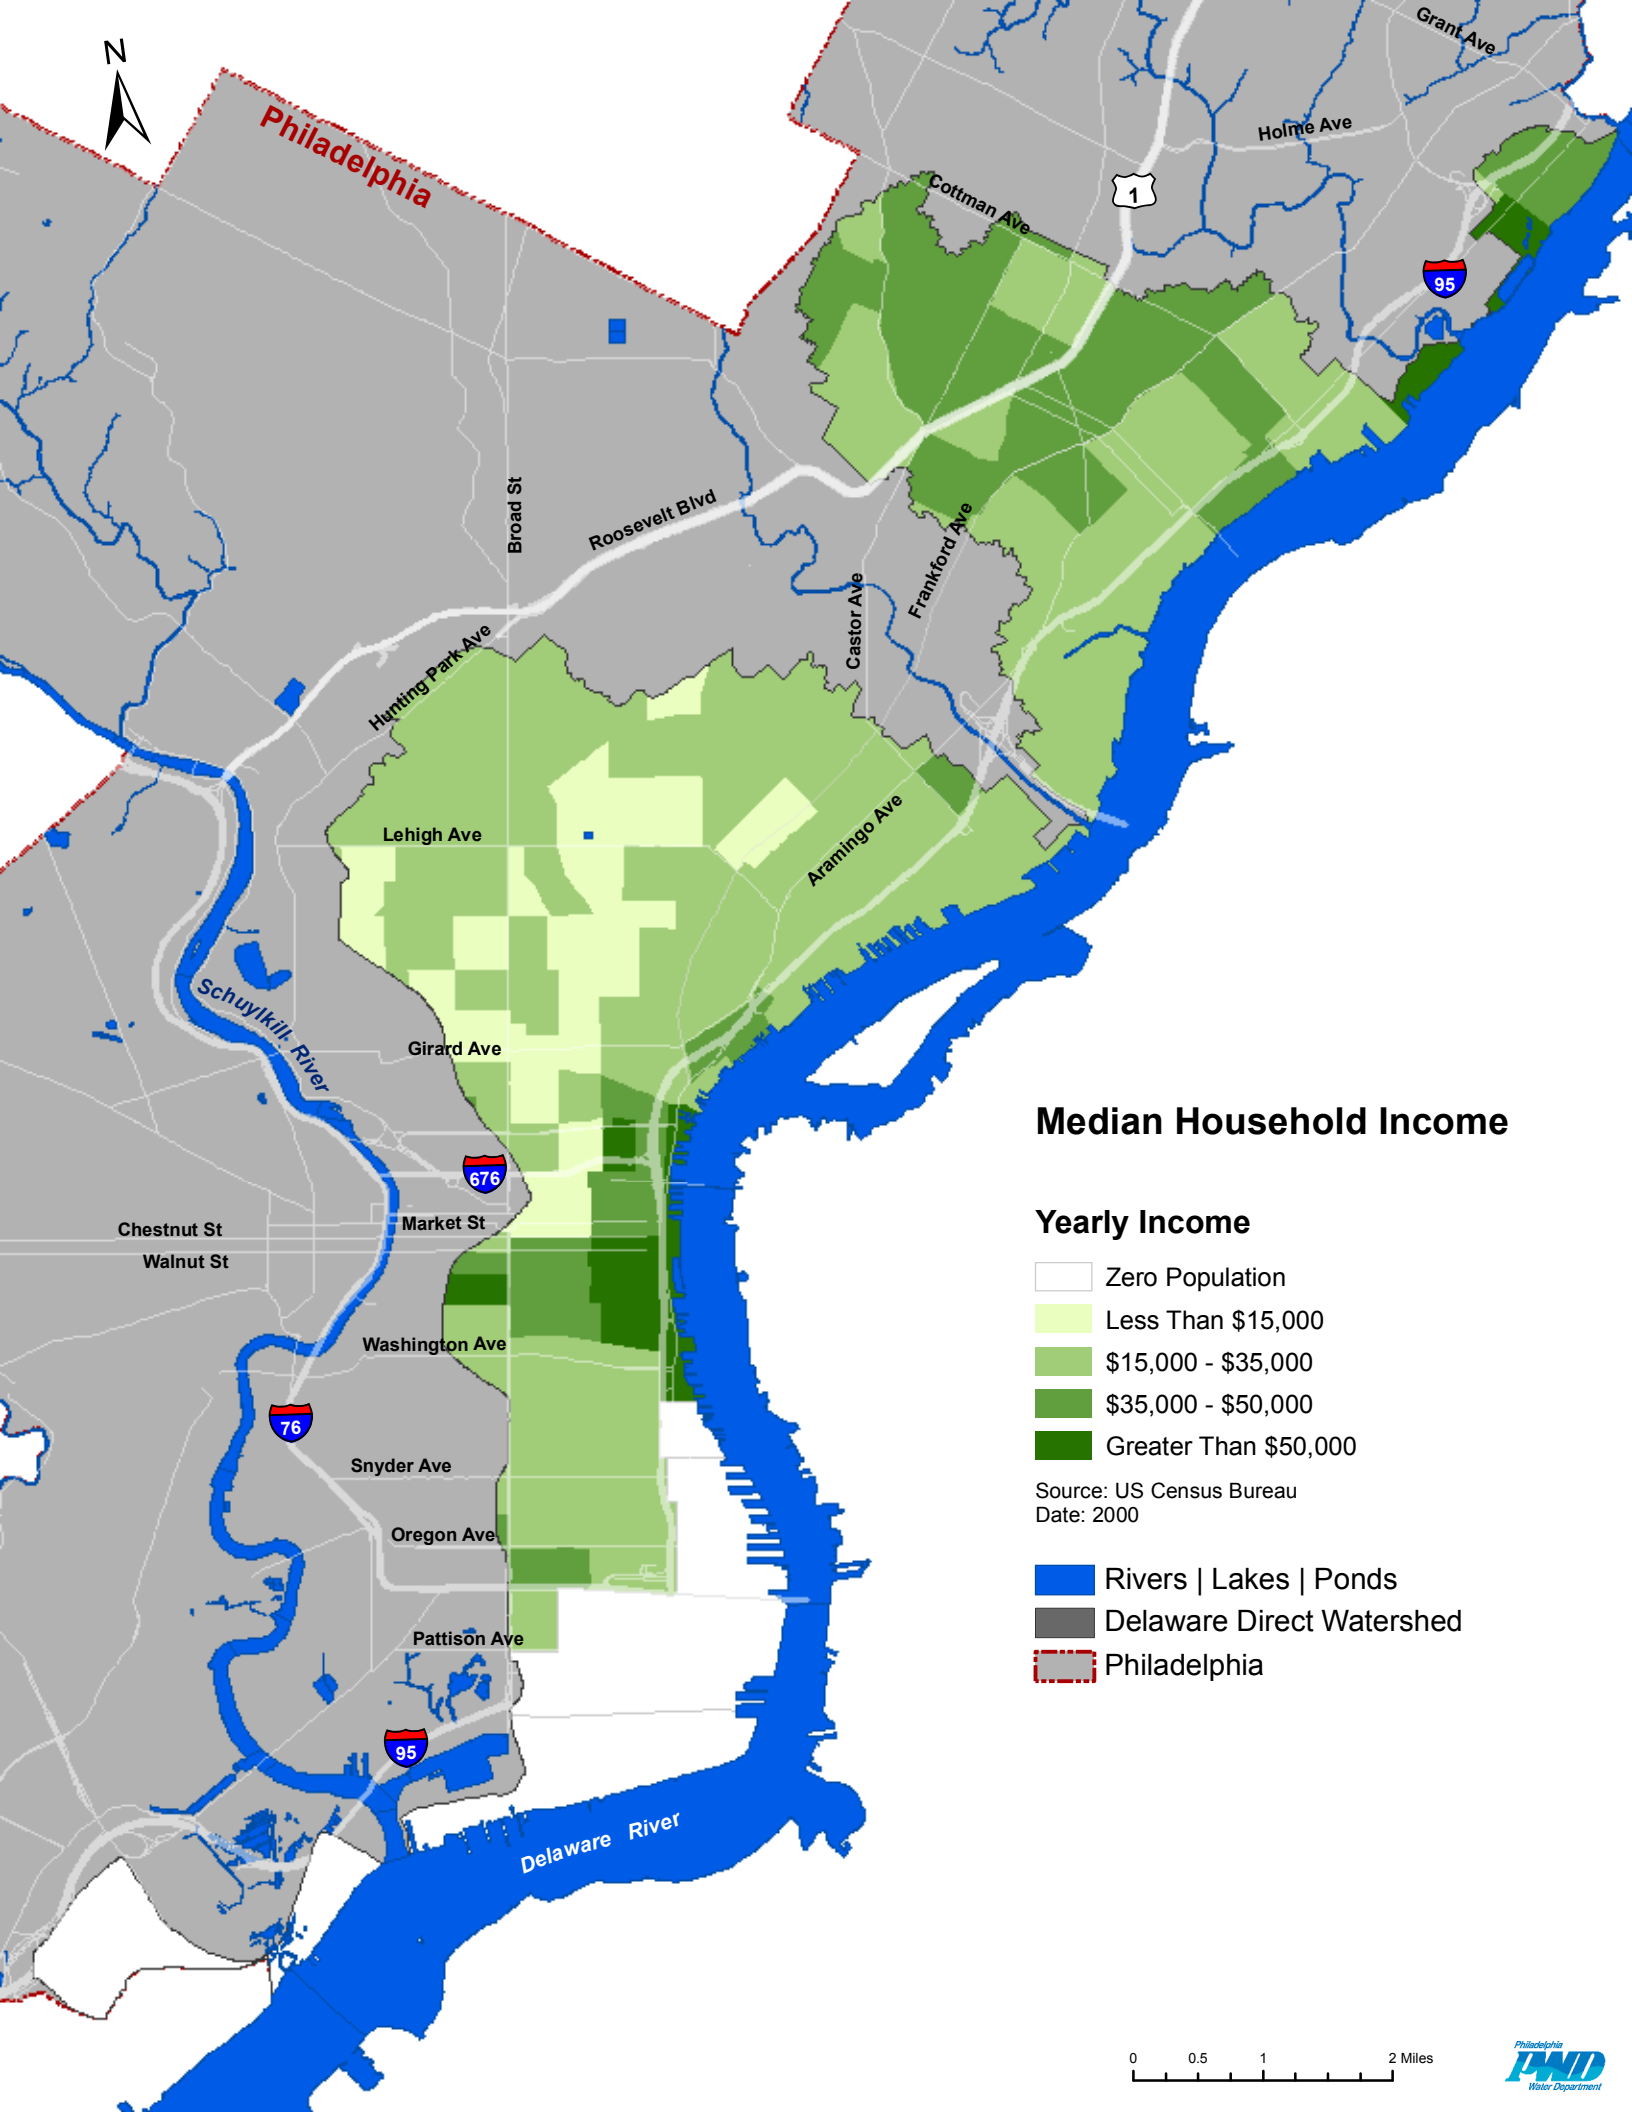 N
Philadelphia
Grant Ave
Holme Ave
Cottman Ave
1
95
Broad St
Roosevelt Blvd
Frankford Ave
Castor Ave
Hunting Park Ave
Lehigh Ave
Aramingo Ave
Schuylkill River
Girard Ave
676
Market St
Chestnut St
Walnut St
Washington Ave
76
Snyder Ave
Oregon Ave
Pattison Ave
95
Delaware River
Median Household Income
Yearly Income
Zero Population
Less Than $15,000
$15,000 - $35,000
$35,000 - $50,000
Greater Than $50,000
Source: US Census Bureau
Date: 2000
Rivers | Lakes | Ponds
Delaware Direct Watershed
Philadelphia
0 0.5 1 2 Miles
Philadelphia
PWD
Water Department